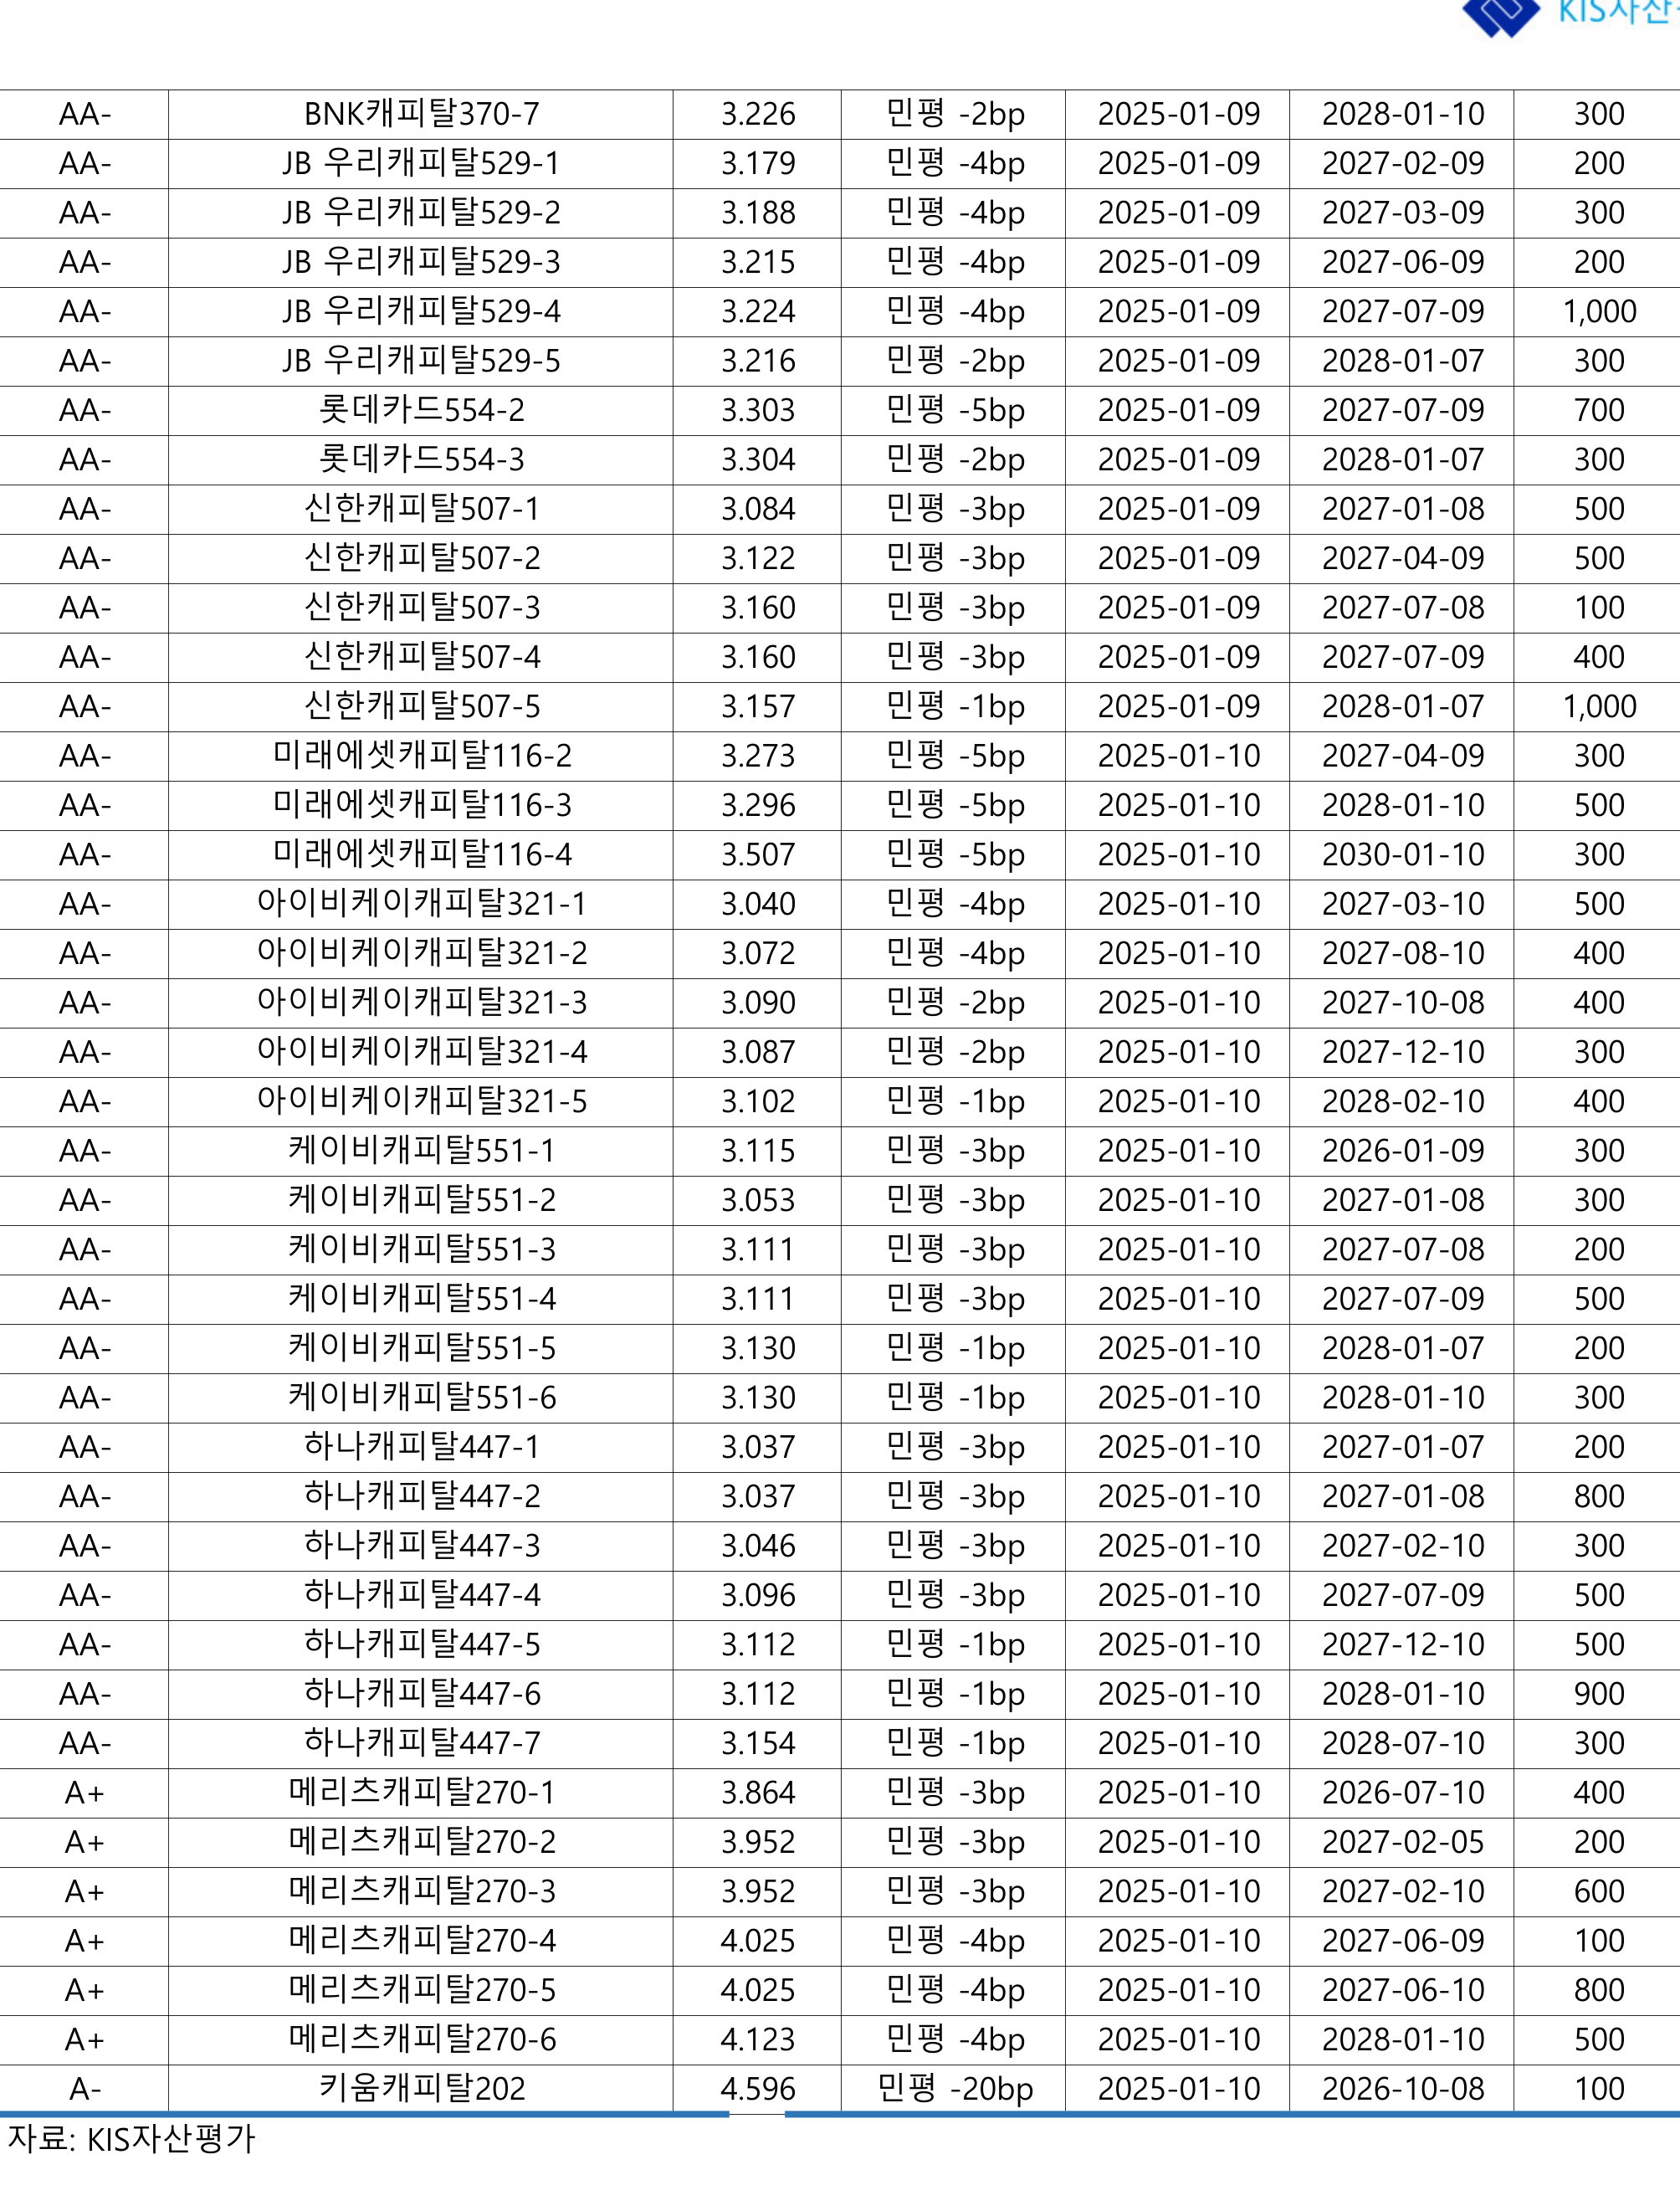 KIS자산
AA- BNK캐피탈370-7 3.226 민평 -2bp 2025-01-09 2028-01-10 300
AA- JB 우리캐피탈529-1 3.179 민평 -4bp 2025-01-09 2027-02-09 200
AA- JB 우리캐피탈529-2 3.188 민평 -4bp 2025-01-09 2027-03-09 300
AA- JB 우리캐피탈529-3 3.215 민평 -4bp 2025-01-09 2027-06-09 200
AA- JB 우리캐피탈529-4 3.224 민평 -4bp 2025-01-09 2027-07-09 1,000
AA- JB 우리캐피탈529-5 3.216 민평 -2bp 2025-01-09 2028-01-07 300
AA- 롯데카드554-2 3.303 민평 -5bp 2025-01-09 2027-07-09 700
AA- 롯데카드554-3 3.304 민평 -2bp 2025-01-09 2028-01-07 300
AA- 신한캐피탈507-1 3.084 민평 -3bp 2025-01-09 2027-01-08 500
AA- 신한캐피탈507-2 3.122 민평 -3bp 2025-01-09 2027-04-09 500
AA- 신한캐피탈507-3 3.160 민평 -3bp 2025-01-09 2027-07-08 100
AA- 신한캐피탈507-4 3.160 민평 -3bp 2025-01-09 2027-07-09 400
AA- 신한캐피탈507-5 3.157 민평 -1bp 2025-01-09 2028-01-07 1,000
AA- 미래에셋캐피탈116-2 3.273 민평 -5bp 2025-01-10 2027-04-09 300
AA- 미래에셋캐피탈116-3 3.296 민평 -5bp 2025-01-10 2028-01-10 500
AA- 미래에셋캐피탈116-4 3.507 민평 -5bp 2025-01-10 2030-01-10 300
AA- 아이비케이캐피탈321-1 3.040 민평 -4bp 2025-01-10 2027-03-10 500
AA- 아이비케이캐피탈321-2 3.072 민평 -4bp 2025-01-10 2027-08-10 400
AA- 아이비케이캐피탈321-3 3.090 민평 -2bp 2025-01-10 2027-10-08 400
AA- 아이비케이캐피탈321-4 3.087 민평 -2bp 2025-01-10 2027-12-10 300
AA- 아이비케이캐피탈321-5 3.102 민평 -1bp 2025-01-10 2028-02-10 400
AA- 케이비캐피탈551-1 3.115 민평 -3bp 2025-01-10 2026-01-09 300
AA- 케이비캐피탈551-2 3.053 민평 -3bp 2025-01-10 2027-01-08 300
AA- 케이비캐피탈551-3 3.111 민평 -3bp 2025-01-10 2027-07-08 200
AA- 케이비캐피탈551-4 3.111 민평 -3bp 2025-01-10 2027-07-09 500
AA- 케이비캐피탈551-5 3.130 민평 -1bp 2025-01-10 2028-01-07 200
AA- 케이비캐피탈551-6 3.130 민평 -1bp 2025-01-10 2028-01-10 300
AA- 하나캐피탈447-1 3.037 민평 -3bp 2025-01-10 2027-01-07 200
AA- 하나캐피탈447-2 3.037 민평 -3bp 2025-01-10 2027-01-08 800
AA- 하나캐피탈447-3 3.046 민평 -3bp 2025-01-10 2027-02-10 300
AA- 하나캐피탈447-4 3.096 민평 -3bp 2025-01-10 2027-07-09 500
AA- 하나캐피탈447-5 3.112 민평 -1bp 2025-01-10 2027-12-10 500
AA- 하나캐피탈447-6 3.112 민평 -1bp 2025-01-10 2028-01-10 900
AA- 하나캐피탈447-7 3.154 민평 -1bp 2025-01-10 2028-07-10 300
A+ 메리츠캐피탈270-1 3.864 민평 -3bp 2025-01-10 2026-07-10 400
A+ 메리츠캐피탈270-2 3.952 민평 -3bp 2025-01-10 2027-02-05 200
A+ 메리츠캐피탈270-3 3.952 민평 -3bp 2025-01-10 2027-02-10 600
A+ 메리츠캐피탈270-4 4.025 민평 -4bp 2025-01-10 2027-06-09 100
A+ 메리츠캐피탈270-5 4.025 민평 -4bp 2025-01-10 2027-06-10 800
A+ 메리츠캐피탈270-6 4.123 민평 -4bp 2025-01-10 2028-01-10 500
A- 키움캐피탈202 4.596 민평 -20bp 2025-01-10 2026-10-08 100
자료: KIS자산평가